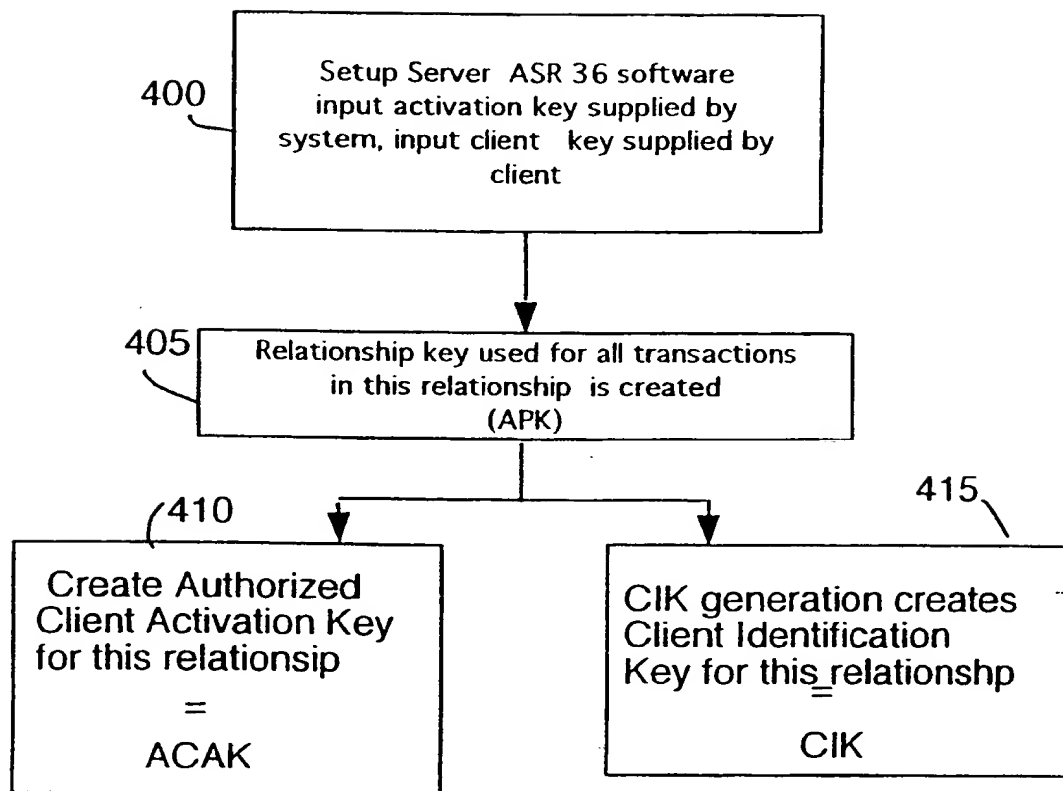 400
Setup Server ASR 36 software
input activation key supplied by
system, input client key supplied by
client
405
Relationship key used for all transactions
in this relationship is created
(APK)
410
Create Authorized
Client Activation Key
for this relationsip
=
ACAK
415
CIK generation creates
Client Identification
Key for this relationshp
=
CIK